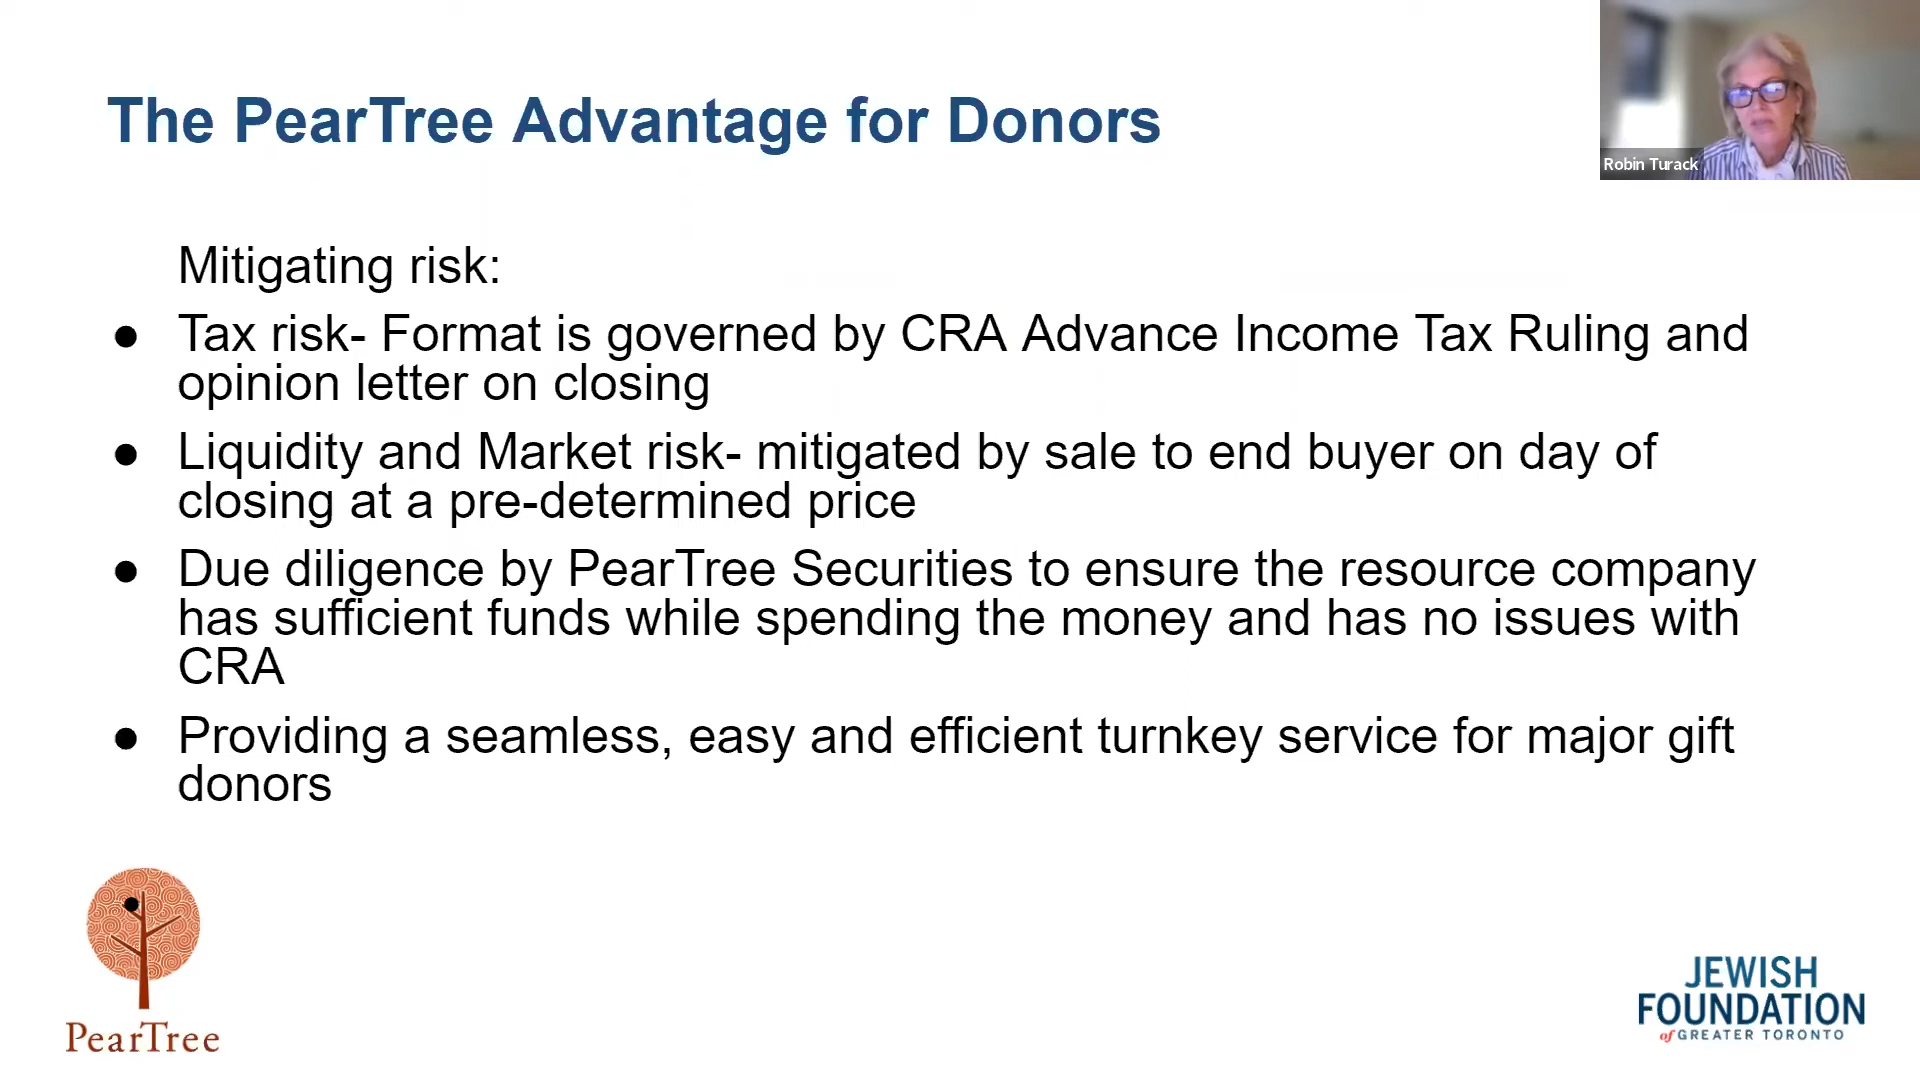 The PearTree Advantage for Donors
Robin Turack
Mitigating risk:
● Tax risk- Format is governed by CRA Advance Income Tax Ruling and
opinion letter on closing
● Liquidity and Market risk- mitigated by sale to end buyer on day of
closing at a pre-determined price
● Due diligence by PearTree Securities to ensure the resource company
has sufficient funds while spending the money and has no issues with
CRA
● Providing a seamless, easy and efficient turnkey service for major gift
donors
PearTree
JEWISH
FOUNDATION
of GREATER TORONTO